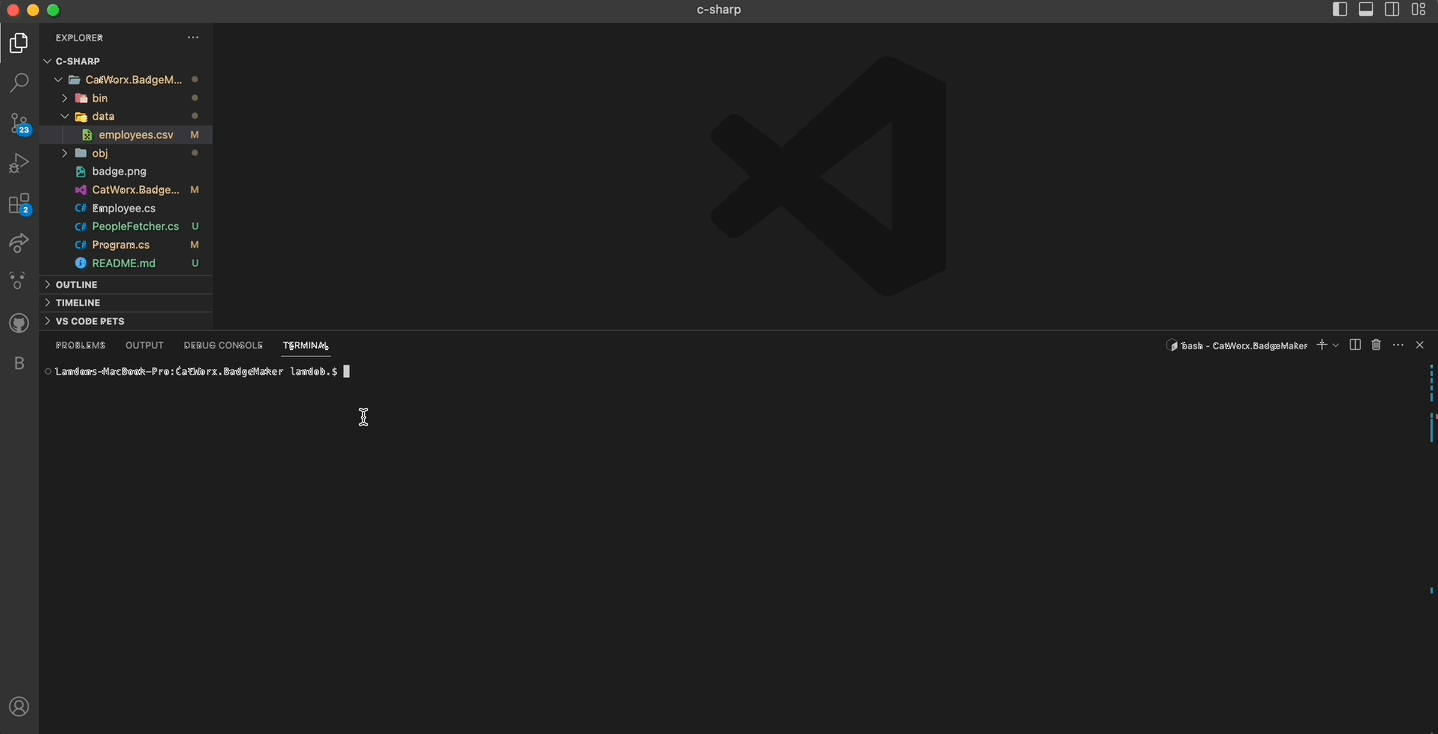 c-sharp
EXPLORER
C-SHARP
CatWorx.BadgeM...
bin
data
employees.csv M
obj
badge.png
CatWorx.Badge... M
C# Employee.cs
C# PeopleFetcher.cs U
C# Program.cs M
README.md U
OUTLINE
TIMELINE
VS CODE PETS
23
2
B
PROBLEMS OUTPUT DEBUG CONSOLE TERMINAL
bash - CatWorx.BadgeMaker
Landons-MacBook-Pro:CatWorx.BadgeMaker landob.$